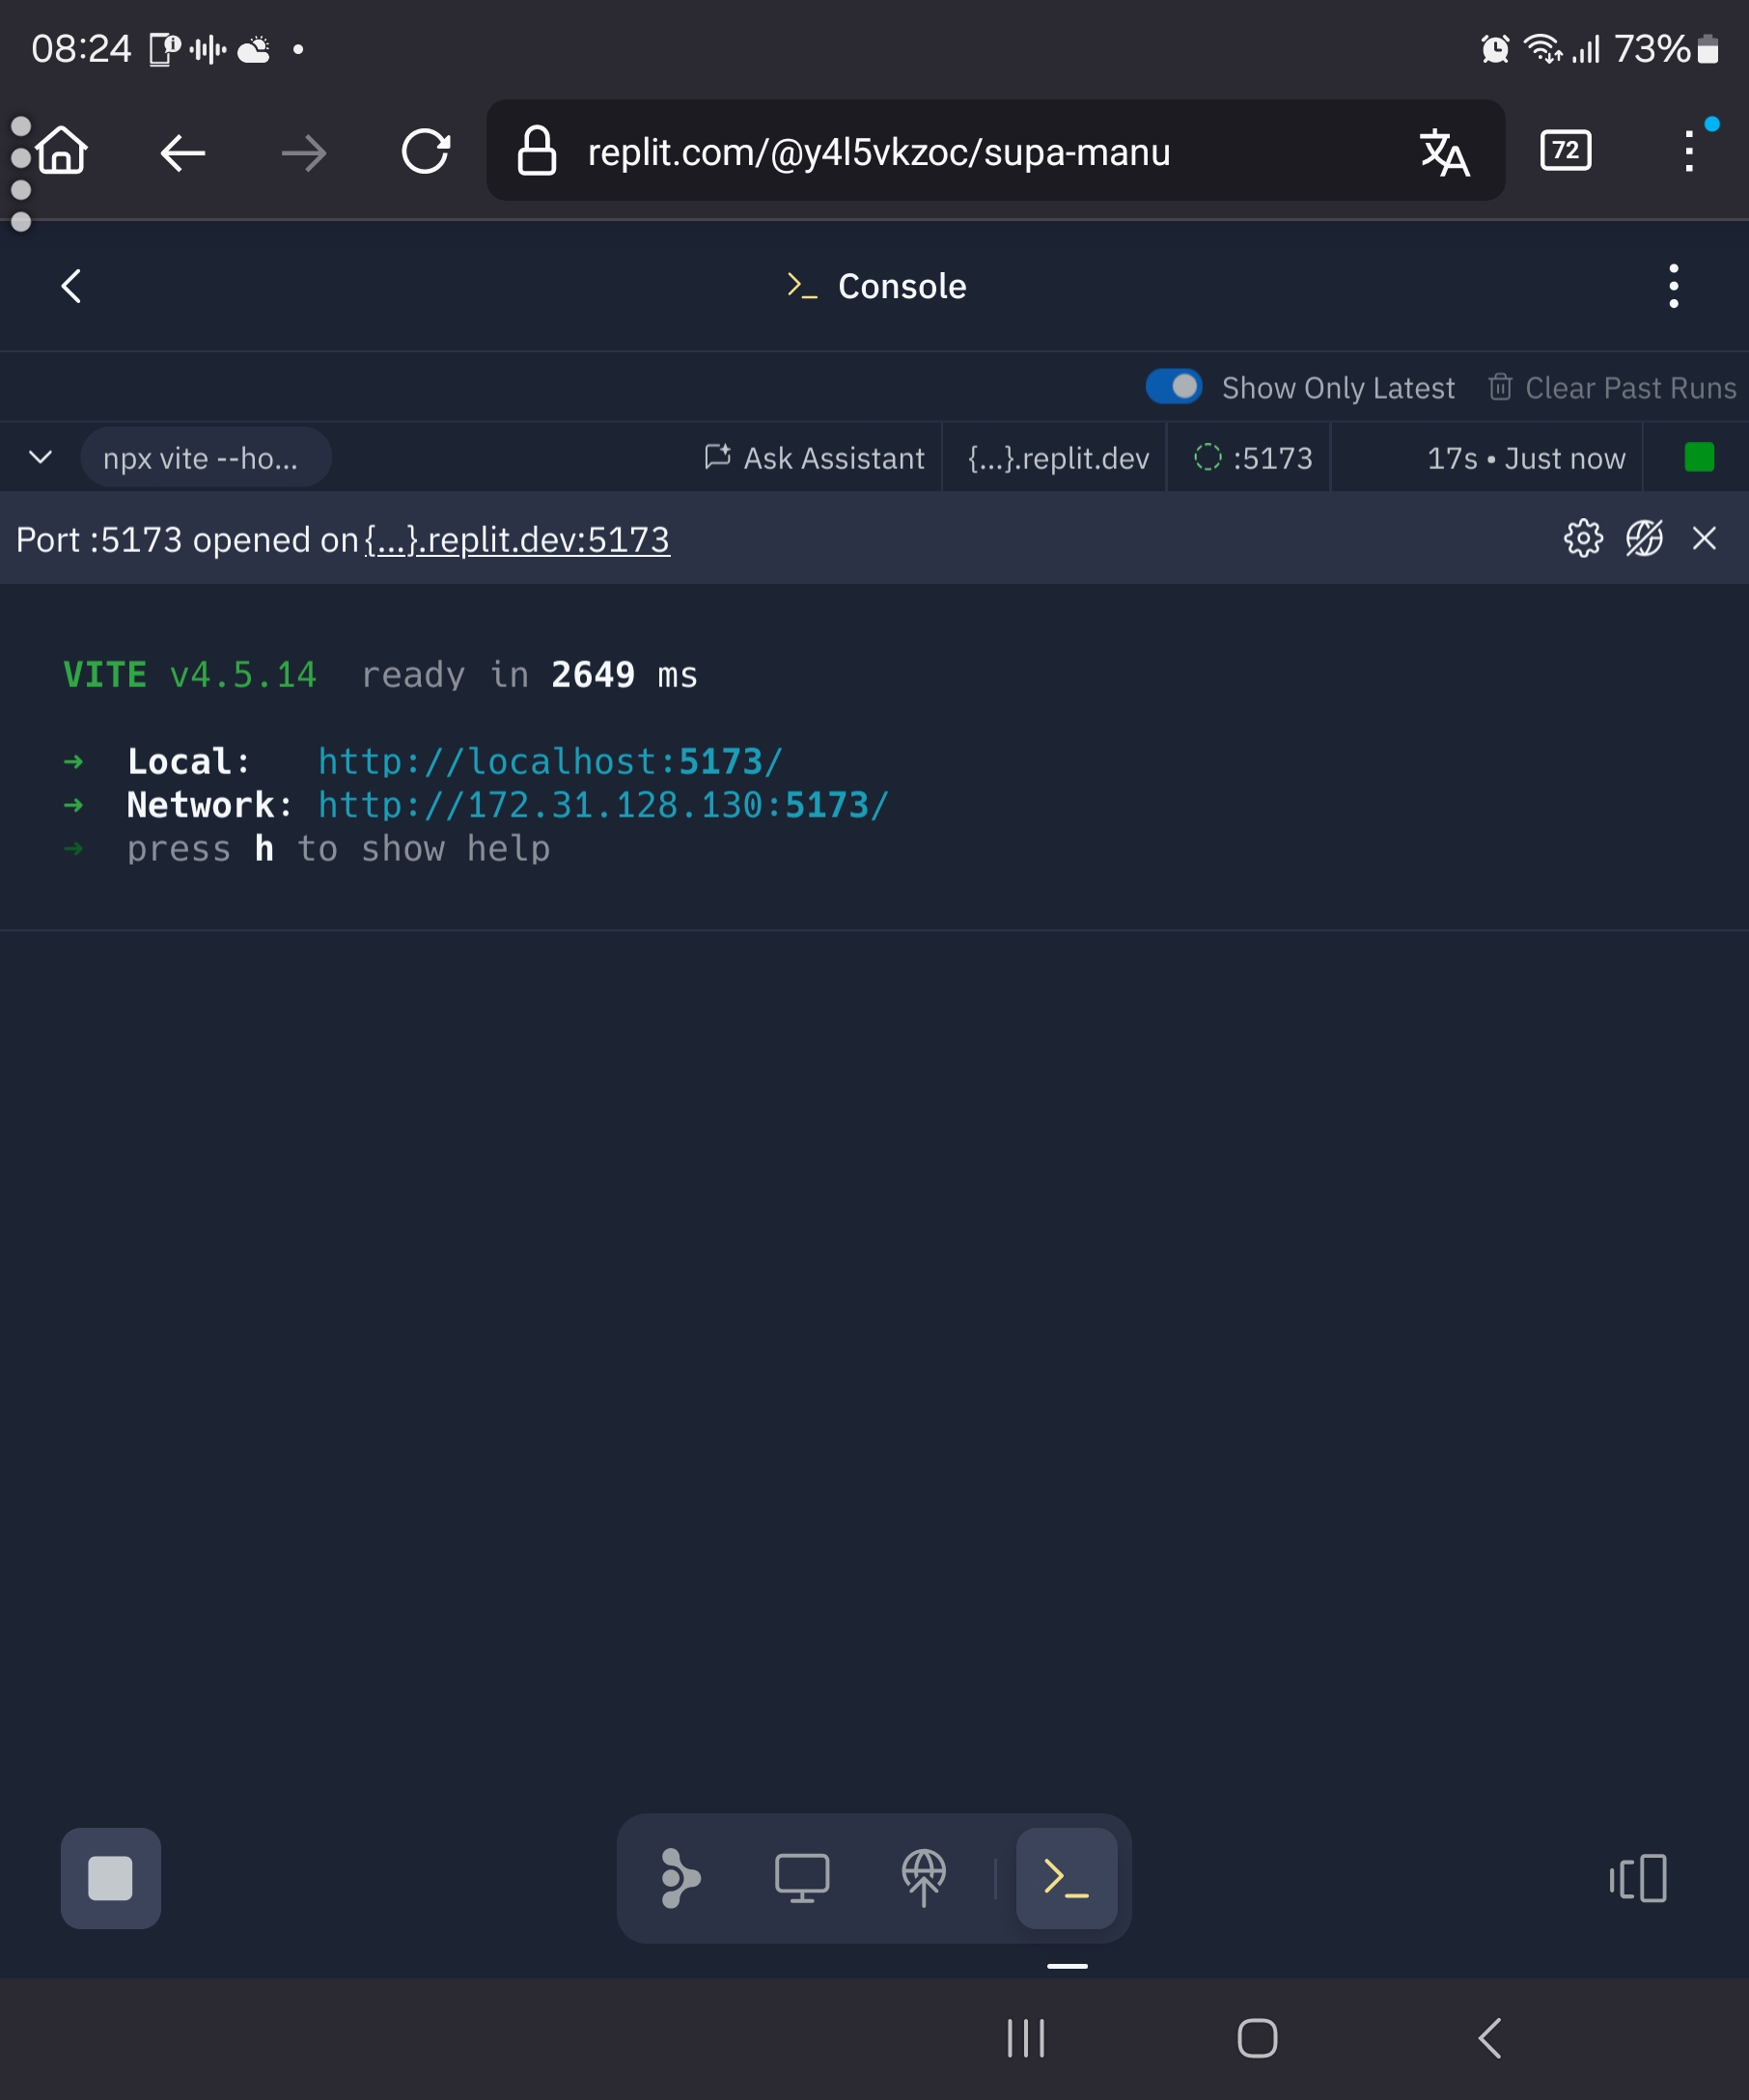 08:24
73%
replit.com/@y4l5vkzoc/supa-manu
72
Console
Show Only Latest
Clear Past Runs
npx vite --ho...
Ask Assistant
{...}.replit.dev
:5173
17s • Just now
Port :5173 opened on {...}.replit.dev:5173
VITE v4.5.14 ready in 2649 ms
➜ Local: http://localhost:5173/
➜ Network: http://172.31.128.130:5173/
➜ press h to show help